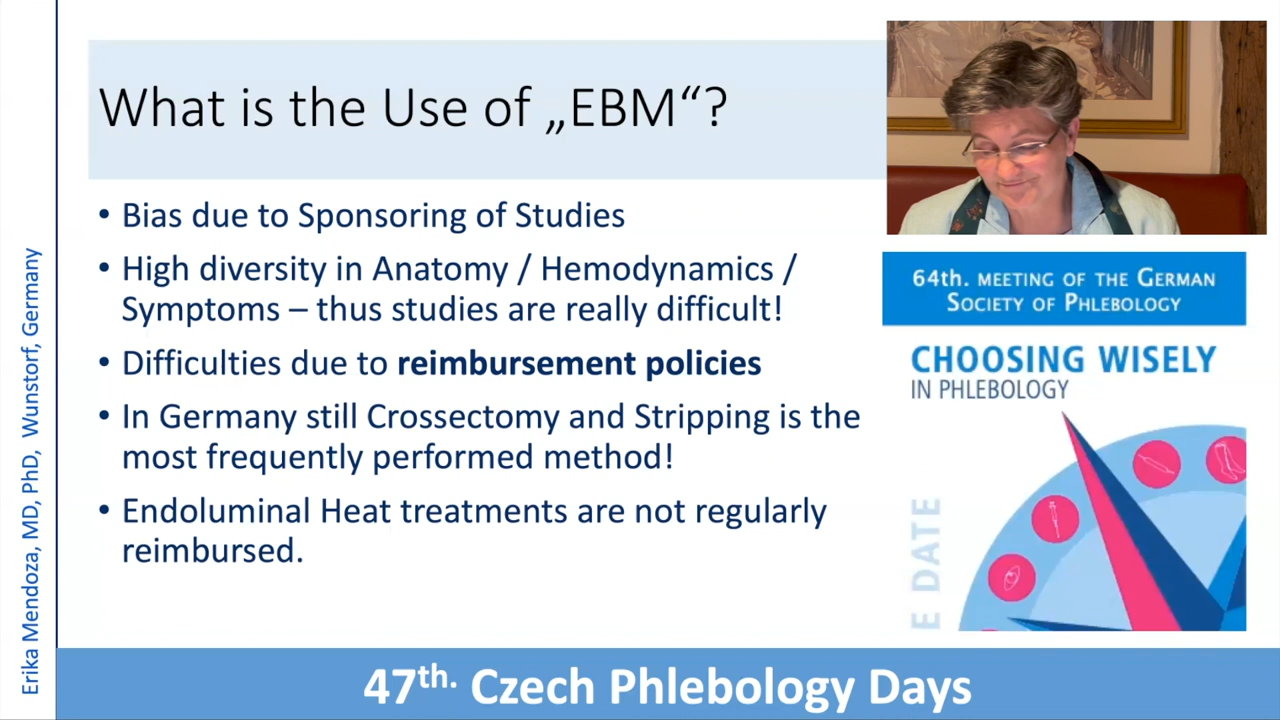 What is the Use of „EBM“?
• Bias due to Sponsoring of Studies
• High diversity in Anatomy / Hemodynamics /
Symptoms – thus studies are really difficult!
• Difficulties due to reimbursement policies
• In Germany still Crossectomy and Stripping is the
most frequently performed method!
• Endoluminal Heat treatments are not regularly
reimbursed.
64th. MEETING OF THE GERMAN
SOCIETY OF PHLEBOLOGY
CHOOSING WISELY
IN PHLEBOLOGY
E DATE
Erika Mendoza, MD, PhD, Wunstorf, Germany
47th. Czech Phlebology Days